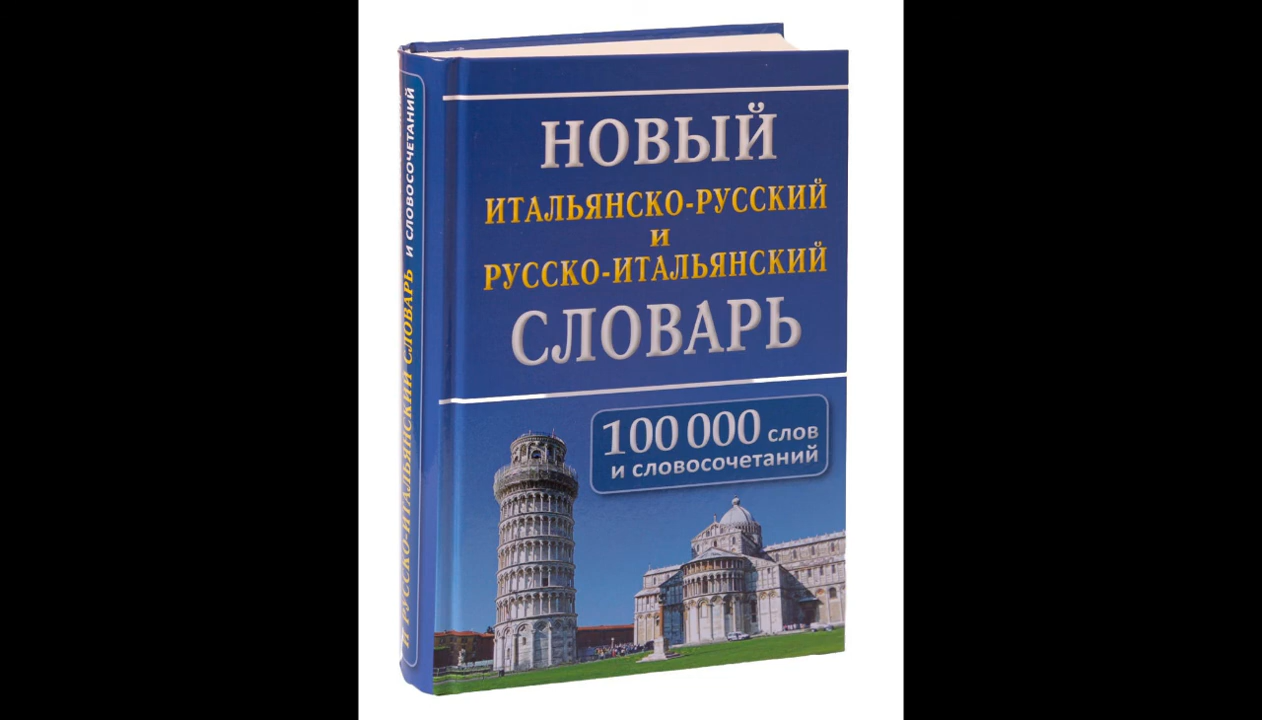 НОВЫЙ
ИТАЛЬЯНСКО-РУССКИЙ
и
РУССКО-ИТАЛЬЯНСКИЙ
СЛОВАРЬ
100 000 слов
и словосочетаний
И РУССКО-ИТАЛЬЯНСКИЙ СЛОВАРЬ И СЛОВОСОЧЕТАНИЙ